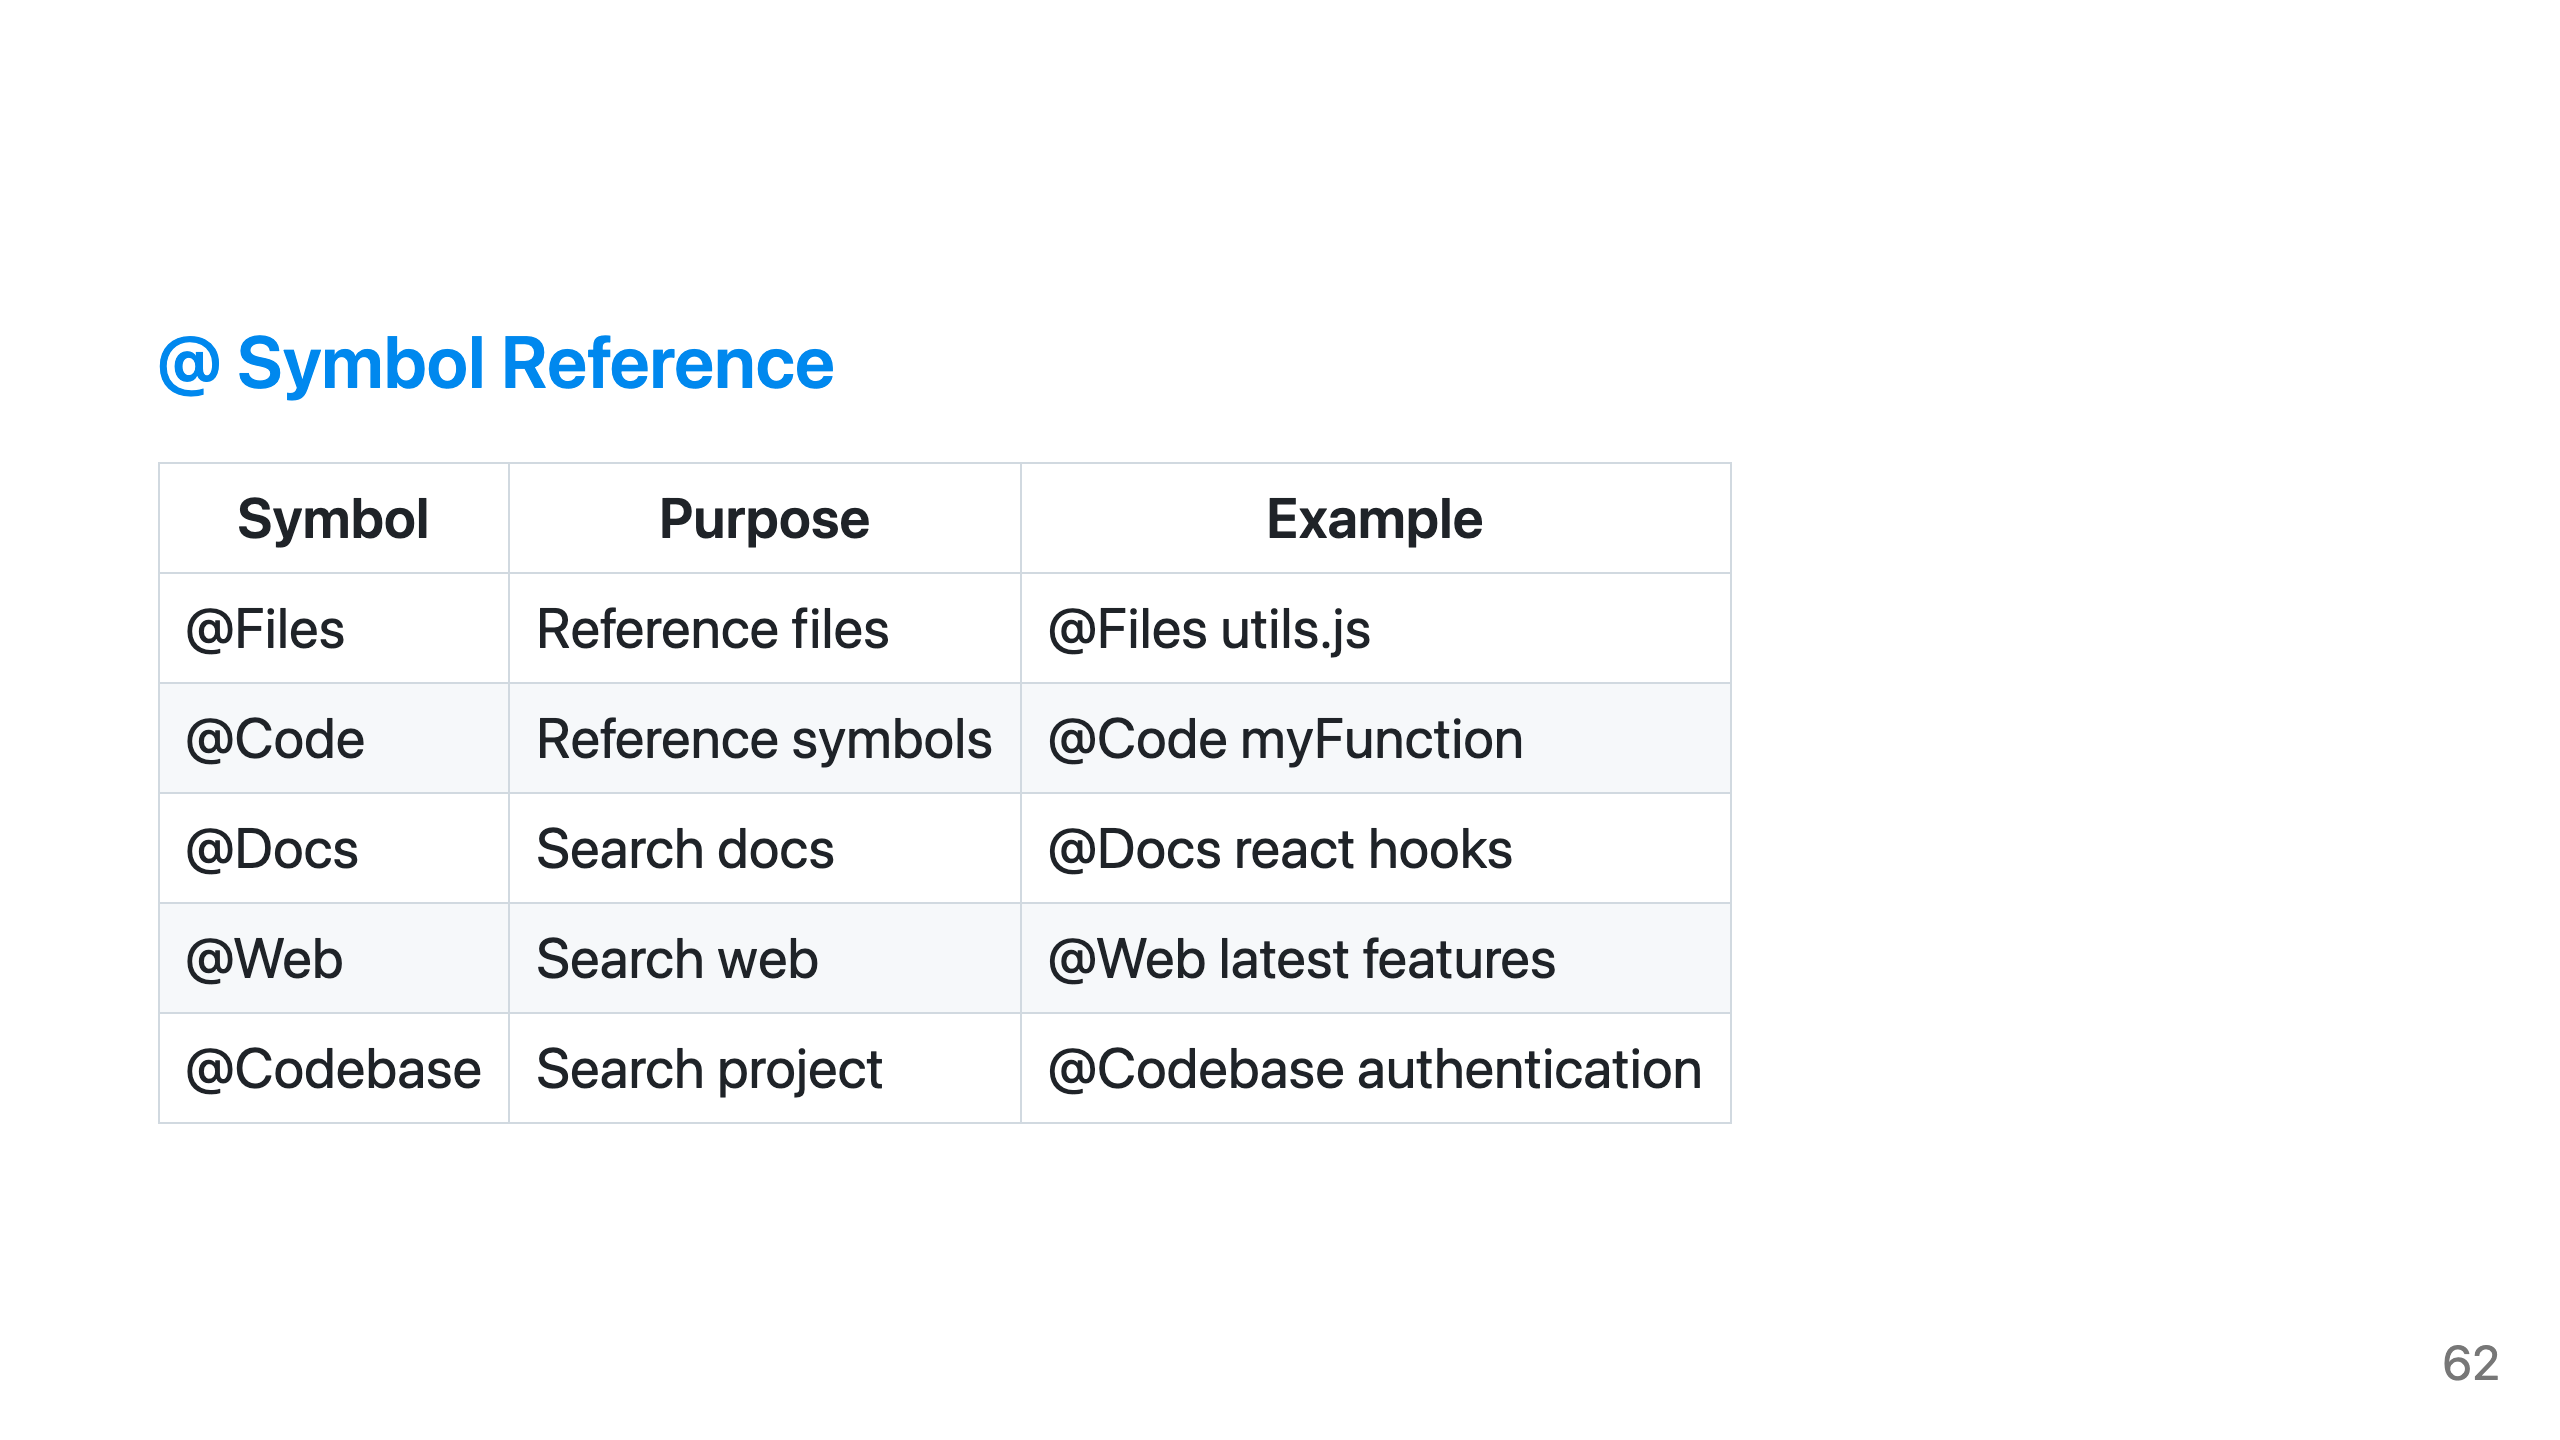 @ Symbol Reference
Symbol Purpose Example
@Files Reference files @Files utils.js
@Code Reference symbols @Code myFunction
@Docs Search docs @Docs react hooks
@Web Search web @Web latest features
@Codebase Search project @Codebase authentication
62